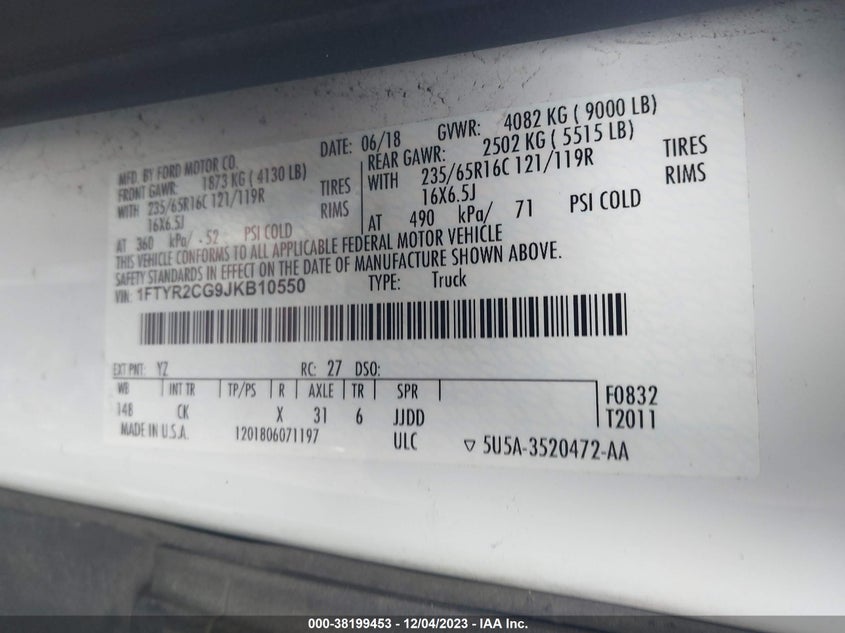 MFD. BY FORD MOTOR CO.
DATE: 06/18 GVWR: 4082 KG ( 9000 LB)
FRONT GAWR: 1873 KG ( 4130 LB)
REAR GAWR: 2502 KG ( 5515 LB)
WITH 235/65R16C 121/119R TIRES
WITH 235/65R16C 121/119R TIRES
16X6.5J RIMS
16X6.5J RIMS
AT 360 kPa/ 52 PSI COLD
AT 490 kPa/ 71 PSI COLD
THIS VEHICLE CONFORMS TO ALL APPLICABLE FEDERAL MOTOR VEHICLE
SAFETY STANDARDS IN EFFECT ON THE DATE OF MANUFACTURE SHOWN ABOVE.
VIN: 1FTYR2CG9JKB10550 TYPE: Truck
EXT PNT: YZ RC: 27 DSO:
WB INT TR TP/PS R AXLE TR SPR F0832
148 CK X 31 6 JJDD T2011
MADE IN U.S.A. 1201806071197 ULC ▽ 5U5A-3520472-AA
000-38199453 - 12/04/2023 - IAA Inc.